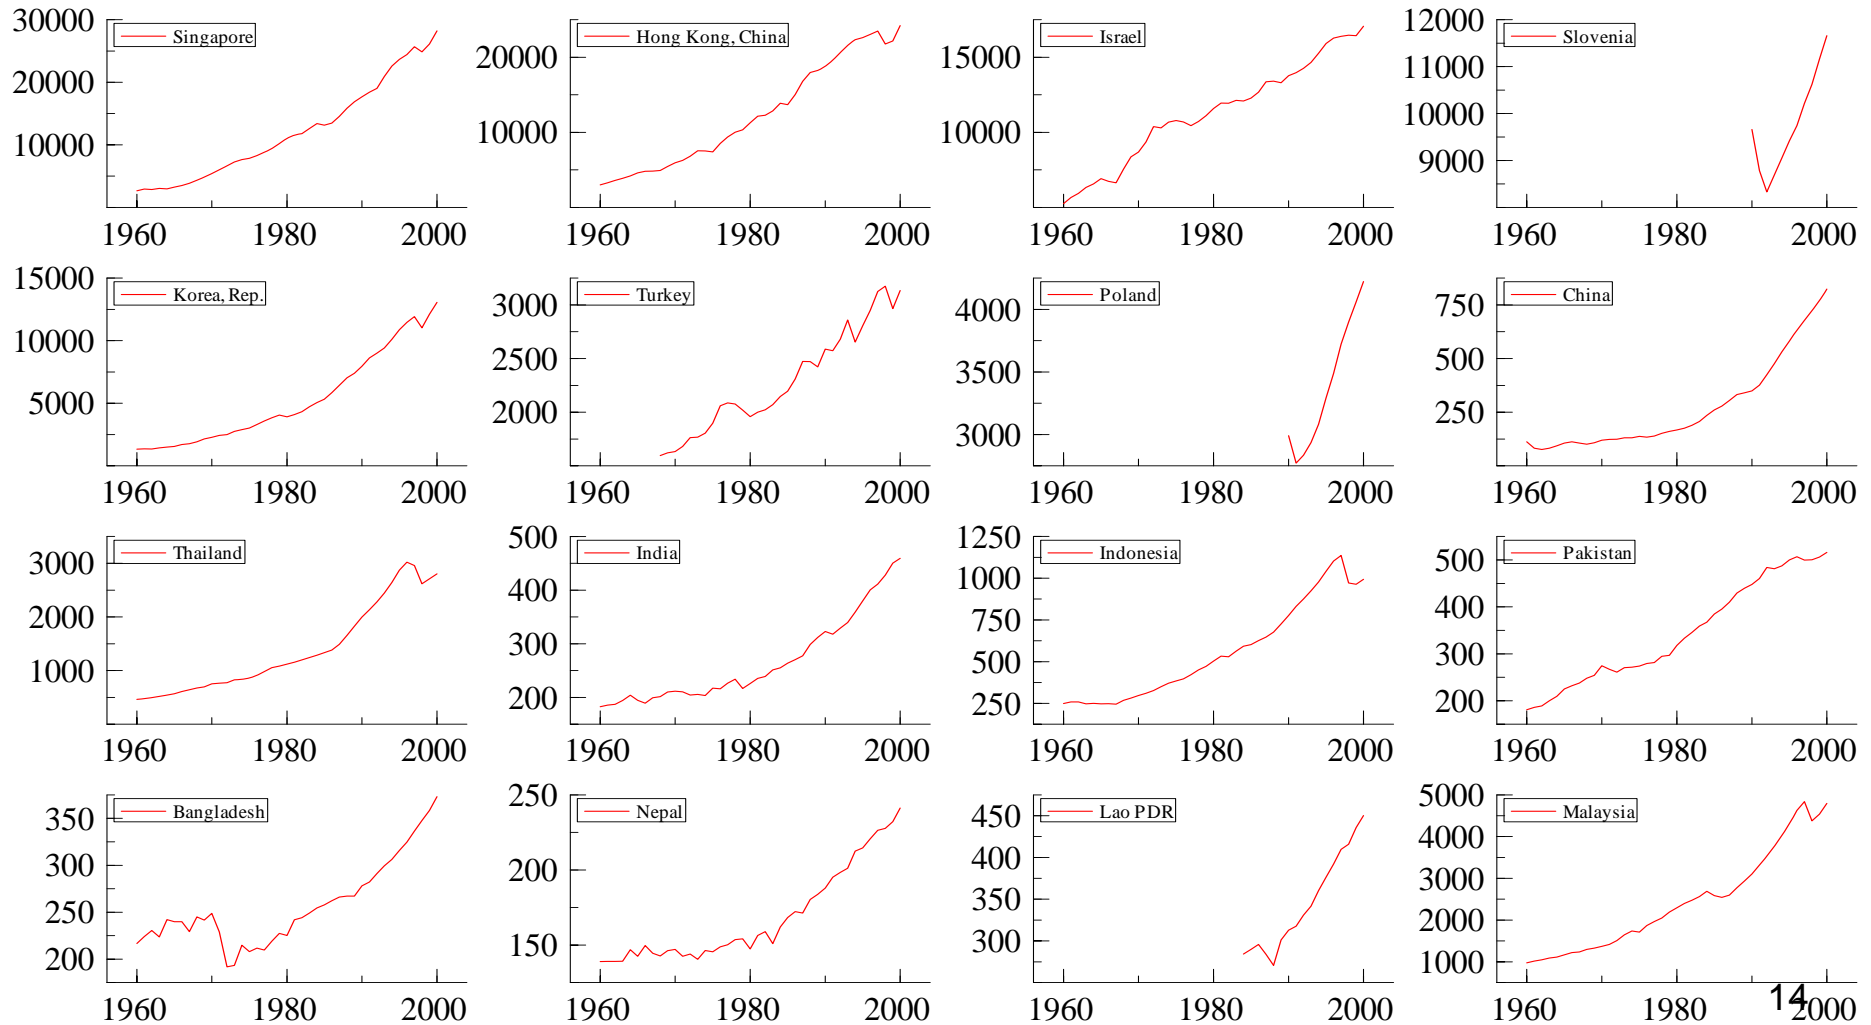 30000
20000
10000
Singapore
1960 1980 2000
20000
10000
Hong Kong, China
1960 1980 2000
15000
10000
Israel
1960 1980 2000
12000
11000
10000
9000
Slovenia
1960 1980 2000
15000
10000
5000
Korea, Rep.
1960 1980 2000
3000
2500
2000
Turkey
1960 1980 2000
4000
3500
3000
Poland
1960 1980 2000
750
500
250
China
1960 1980 2000
3000
2000
1000
Thailand
1960 1980 2000
500
400
300
200
India
1960 1980 2000
1250
1000
750
500
250
Indonesia
1960 1980 2000
500
400
300
200
Pakistan
1960 1980 2000
350
300
250
200
Bangladesh
1960 1980 2000
250
200
150
Nepal
1960 1980 2000
450
400
350
300
Lao PDR
1960 1980 2000
5000
4000
3000
2000
1000
Malaysia
1960 1980 2000
14